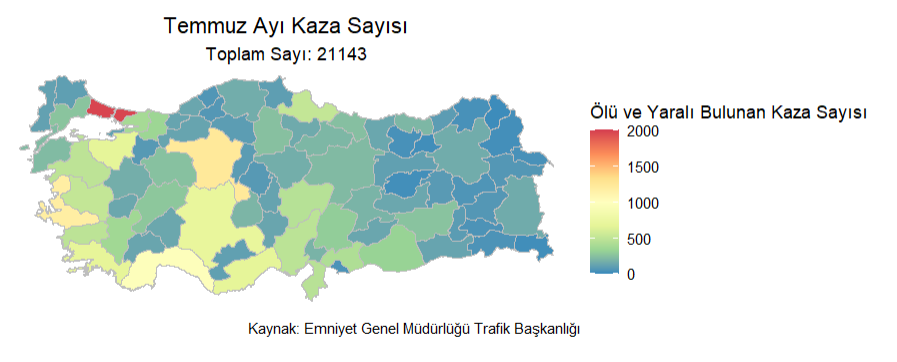 Temmuz Ayı Kaza Sayısı
Toplam Sayı: 21143
Ölü ve Yaralı Bulunan Kaza Sayısı
2000
1500
1000
500
0
Kaynak: Emniyet Genel Müdürlüğü Trafik Başkanlığı